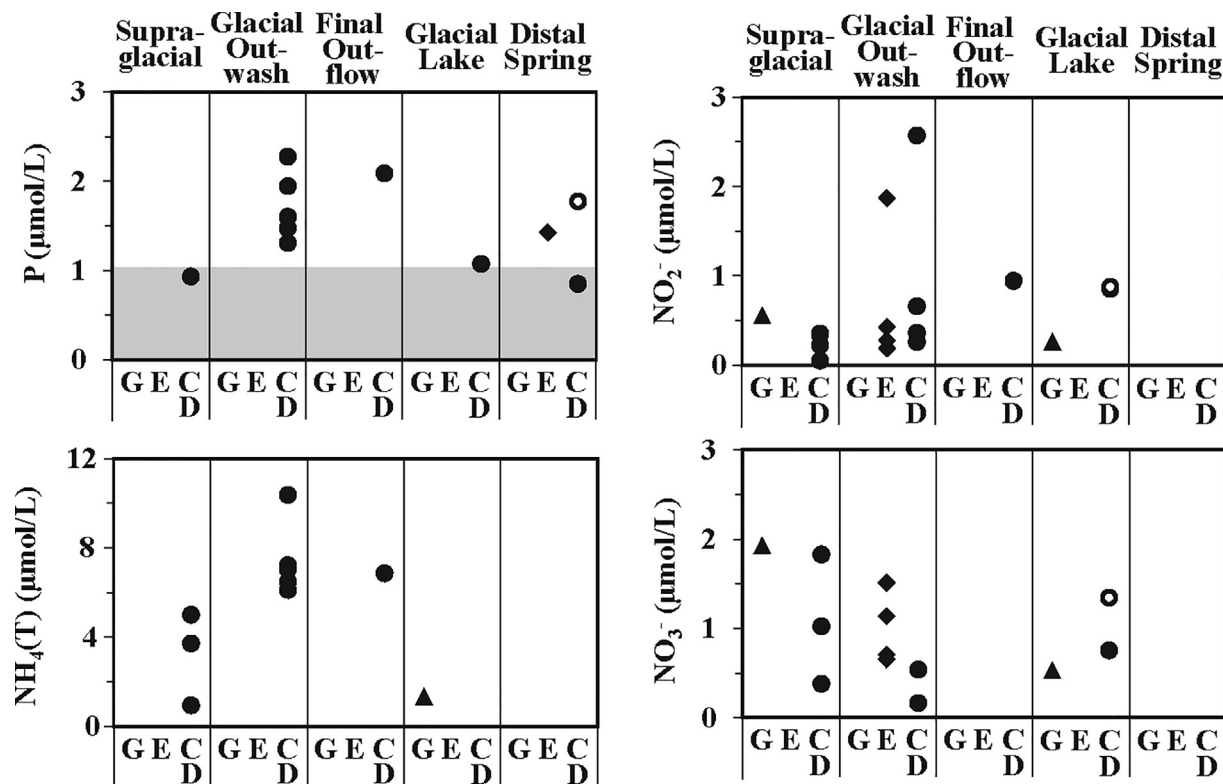 Supra-
glacial
Glacial
Out-
wash
Final
Out-
flow
Glacial
Lake
Distal
Spring
P (μmol/L)
3
2
1
0
G E C G E C G E C G E C G E C
D D D D D
NH₄(T) (μmol/L)
12
8
4
0
G E C G E C G E C G E C G E C
D D D D D
Supra-
glacial
Glacial
Out-
wash
Final
Out-
flow
Glacial
Lake
Distal
Spring
NO₂⁻ (μmol/L)
3
2
1
0
G E C G E C G E C G E C G E C
D D D D D
NO₃⁻ (μmol/L)
3
2
1
0
G E C G E C G E C G E C G E C
D D D D D